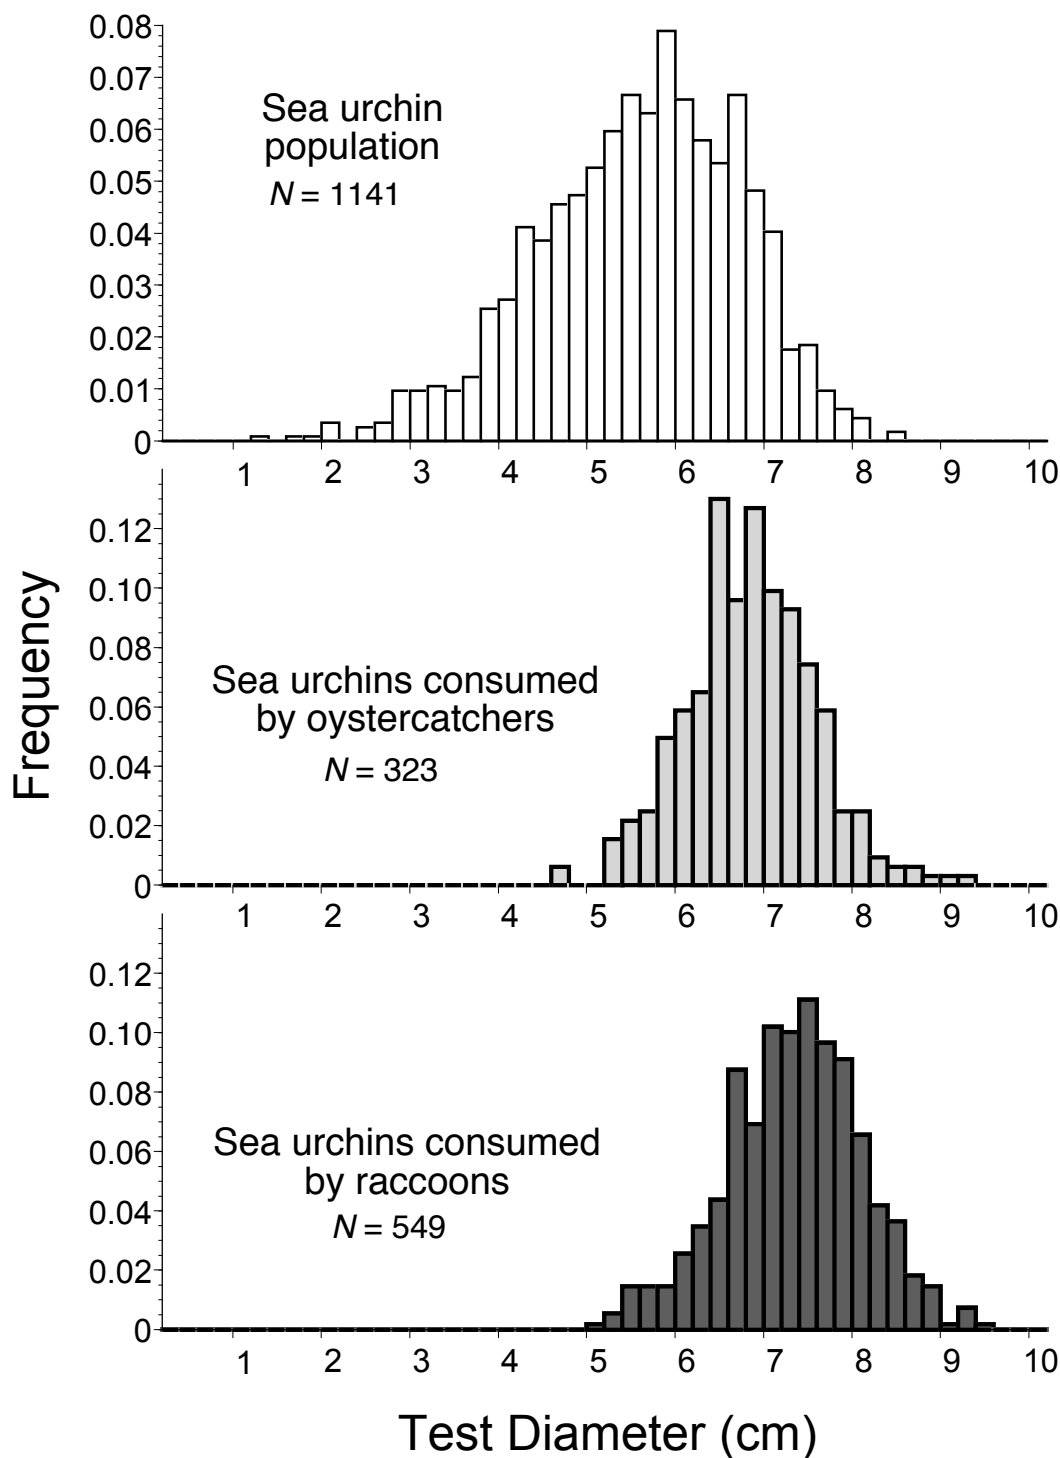 0.08
0.07
0.06
0.05
0.04
0.03
0.02
0.01
0
Sea urchin
population
N = 1141
1 2 3 4 5 6 7 8 9 10
Frequency
0.12
0.10
0.08
0.06
0.04
0.02
0
Sea urchins consumed
by oystercatchers
N = 323
1 2 3 4 5 6 7 8 9 10
0.12
0.10
0.08
0.06
0.04
0.02
0
Sea urchins consumed
by raccoons
N = 549
1 2 3 4 5 6 7 8 9 10
Test Diameter (cm)